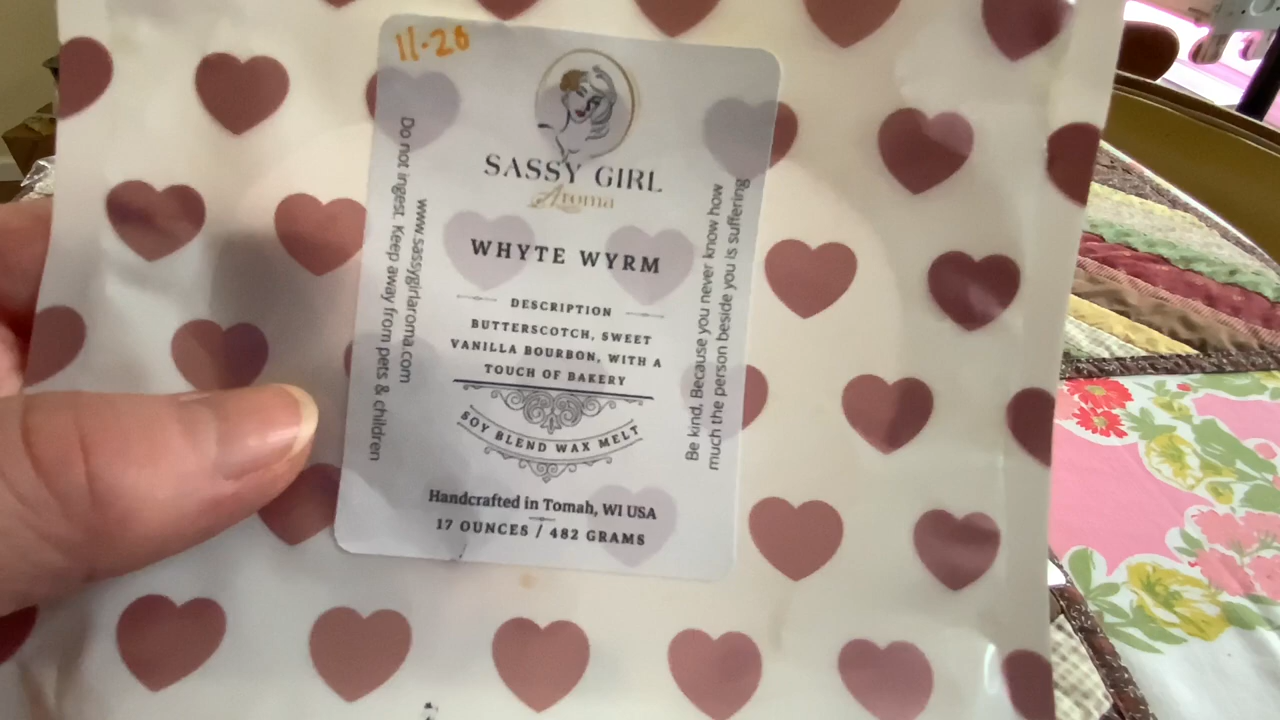 11-26
SASSY GIRL
Aroma
WHYTE WYRM
DESCRIPTION
BUTTERSCOTCH, SWEET
VANILLA BOURBON, WITH A
TOUCH OF BAKERY
SOY BLEND WAX MELT
Handcrafted in Tomah, WI USA
17 OUNCES / 482 GRAMS
www.sassygirlaroma.com
Do not ingest. Keep away from pets & children
Be kind. Because you never know how
much the person beside you is suffering